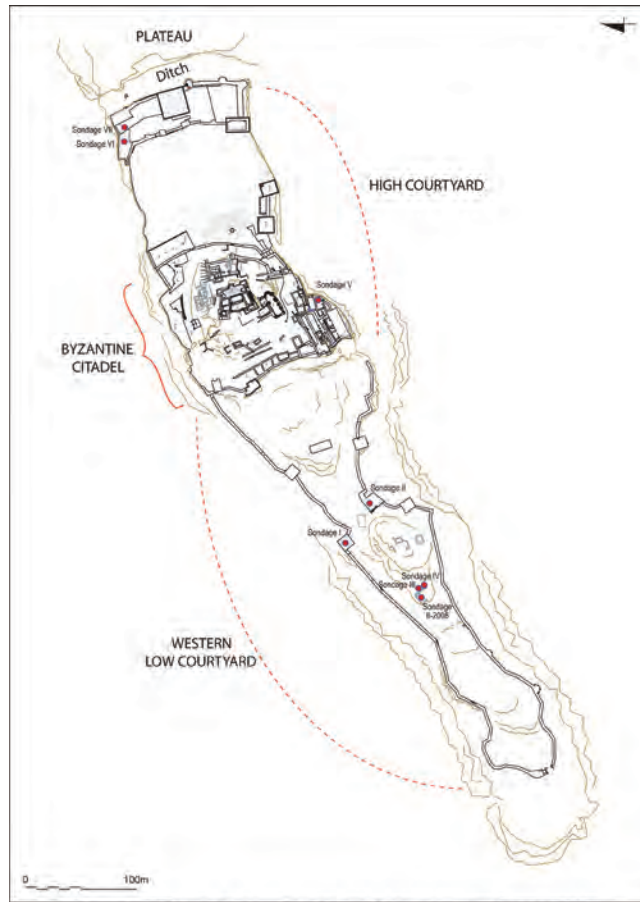 PLATEAU
Ditch
Sondage VII
Sondage VI
HIGH COURTYARD
Sondage V
BYZANTINE
CITADEL
Sondage II
Sondage I
Sondage IV
Sondage III
Sondage
II-2008
WESTERN
LOW COURTYARD
0 100m